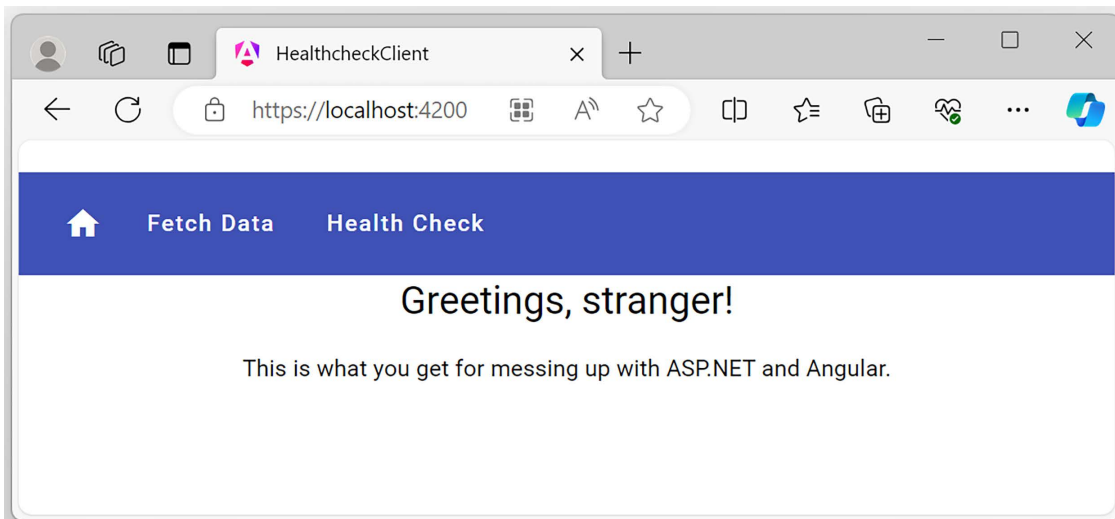 HealthcheckClient
https://localhost:4200
Fetch Data Health Check
Greetings, stranger!
This is what you get for messing up with ASP.NET and Angular.